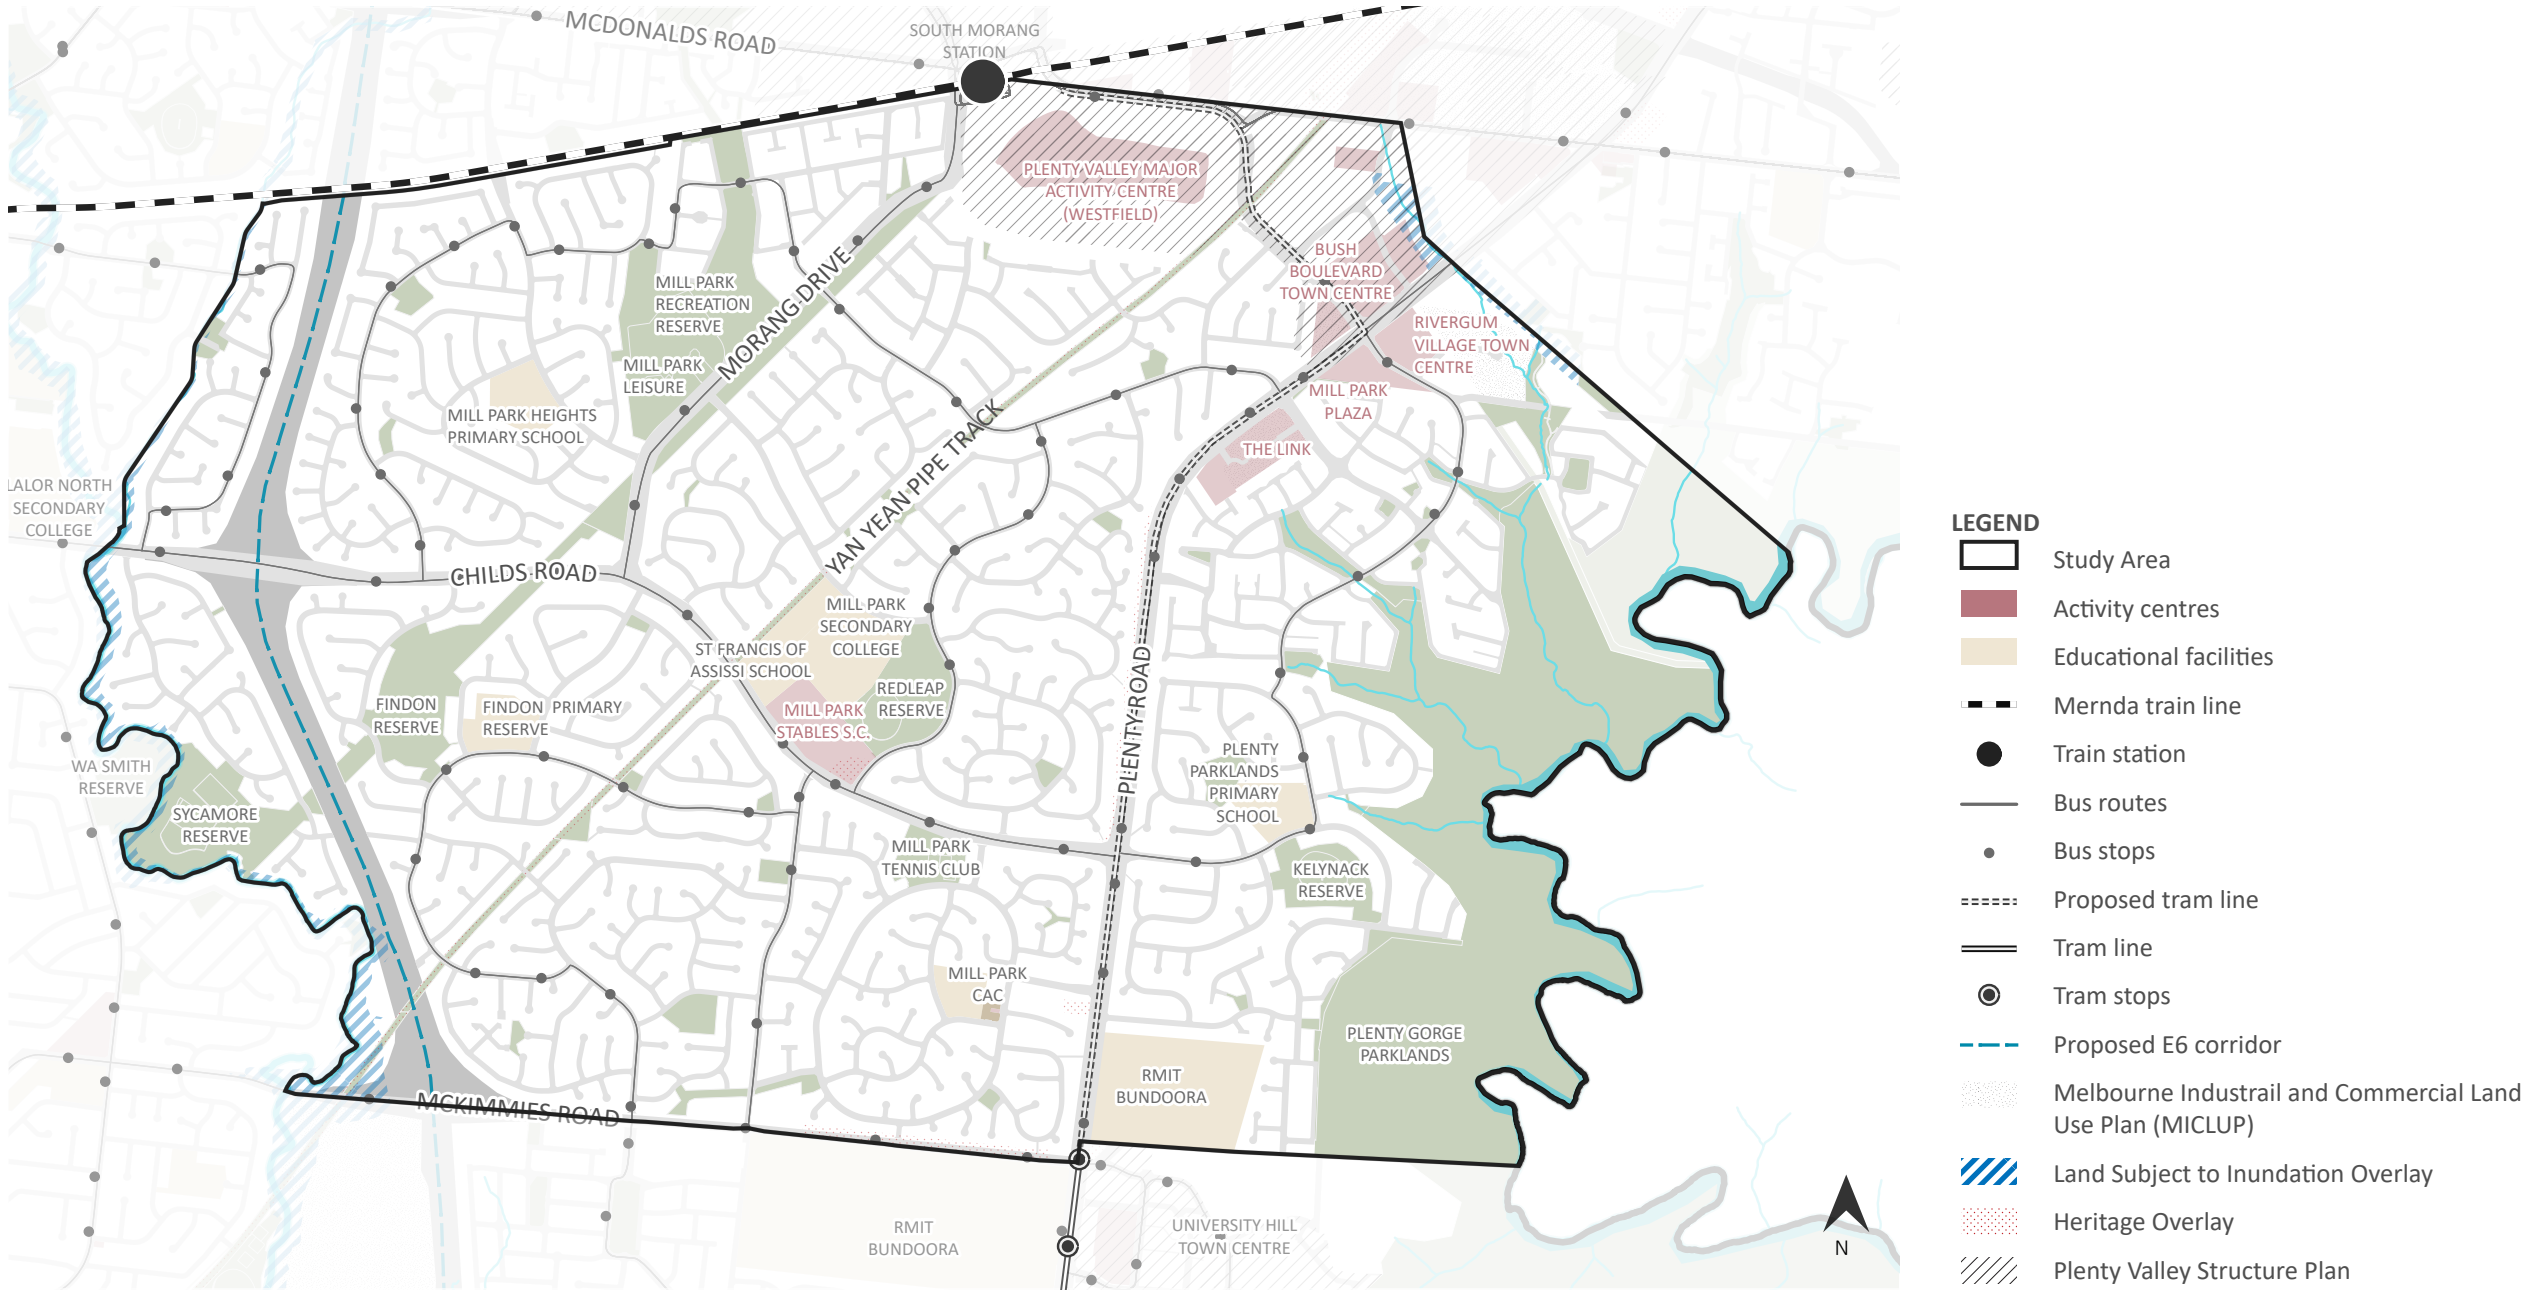 MCDONALDS ROAD
SOUTH MORANG
STATION
PLENTY VALLEY MAJOR
ACTIVITY CENTRE
(WESTFIELD)
BUSH
BOULEVARD
TOWN CENTRE
MILL PARK
RECREATION
RESERVE
MORANG DRIVE
RIVERGUM
VILLAGE TOWN
CENTRE
MILL PARK
LEISURE
MILL PARK
PLAZA
MILL PARK HEIGHTS
PRIMARY SCHOOL
THE LINK
YAN YEAN PIPE TRACK
LALOR NORTH
SECONDARY
COLLEGE
CHILDS ROAD
MILL PARK
SECONDARY
COLLEGE
ST FRANCIS OF
ASSISSI SCHOOL
REDLEAP
RESERVE
FINDON
RESERVE
FINDON PRIMARY
RESERVE
MILL PARK
STABLES S.C.
PLENTY ROAD
WA SMITH
RESERVE
PLENTY
PARKLANDS
PRIMARY
SCHOOL
SYCAMORE
RESERVE
MILL PARK
TENNIS CLUB
KELYNACK
RESERVE
MILL PARK
CAC
PLENTY GORGE
PARKLANDS
RMIT
BUNDOORA
MCKIMMIES ROAD
RMIT
BUNDOORA
UNIVERSITY HILL
TOWN CENTRE
N
LEGEND
Study Area
Activity centres
Educational facilities
Mernda train line
Train station
Bus routes
Bus stops
Proposed tram line
Tram line
Tram stops
Proposed E6 corridor
Melbourne Industrail and Commercial Land
Use Plan (MICLUP)
Land Subject to Inundation Overlay
Heritage Overlay
Plenty Valley Structure Plan